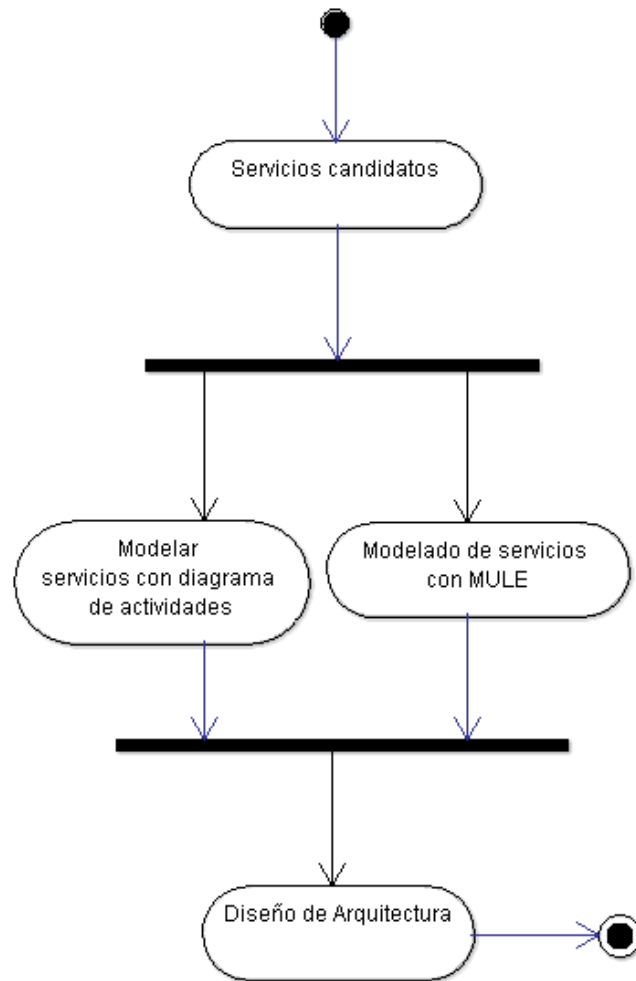 Servicios candidatos
Modelar
servicios con diagrama
de actividades
Modelado de servicios
con MULE
Diseño de Arquitectura